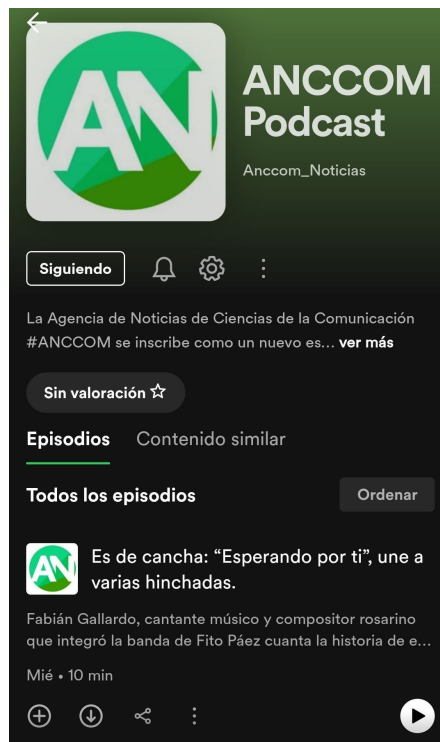 AN
ANCCOM
Podcast
Anccom_Noticias
Siguiendo
La Agencia de Noticias de Ciencias de la Comunicación
#ANCCOM se inscribe como un nuevo es... ver más
Sin valoración
Episodios Contenido similar
Todos los episodios Ordenar
AN
Es de cancha: “Esperando por ti”, une a
varias hinchadas.
Fabián Gallardo, cantante músico y compositor rosarino
que integró la banda de Fito Páez cuanta la historia de e...
Mié • 10 min